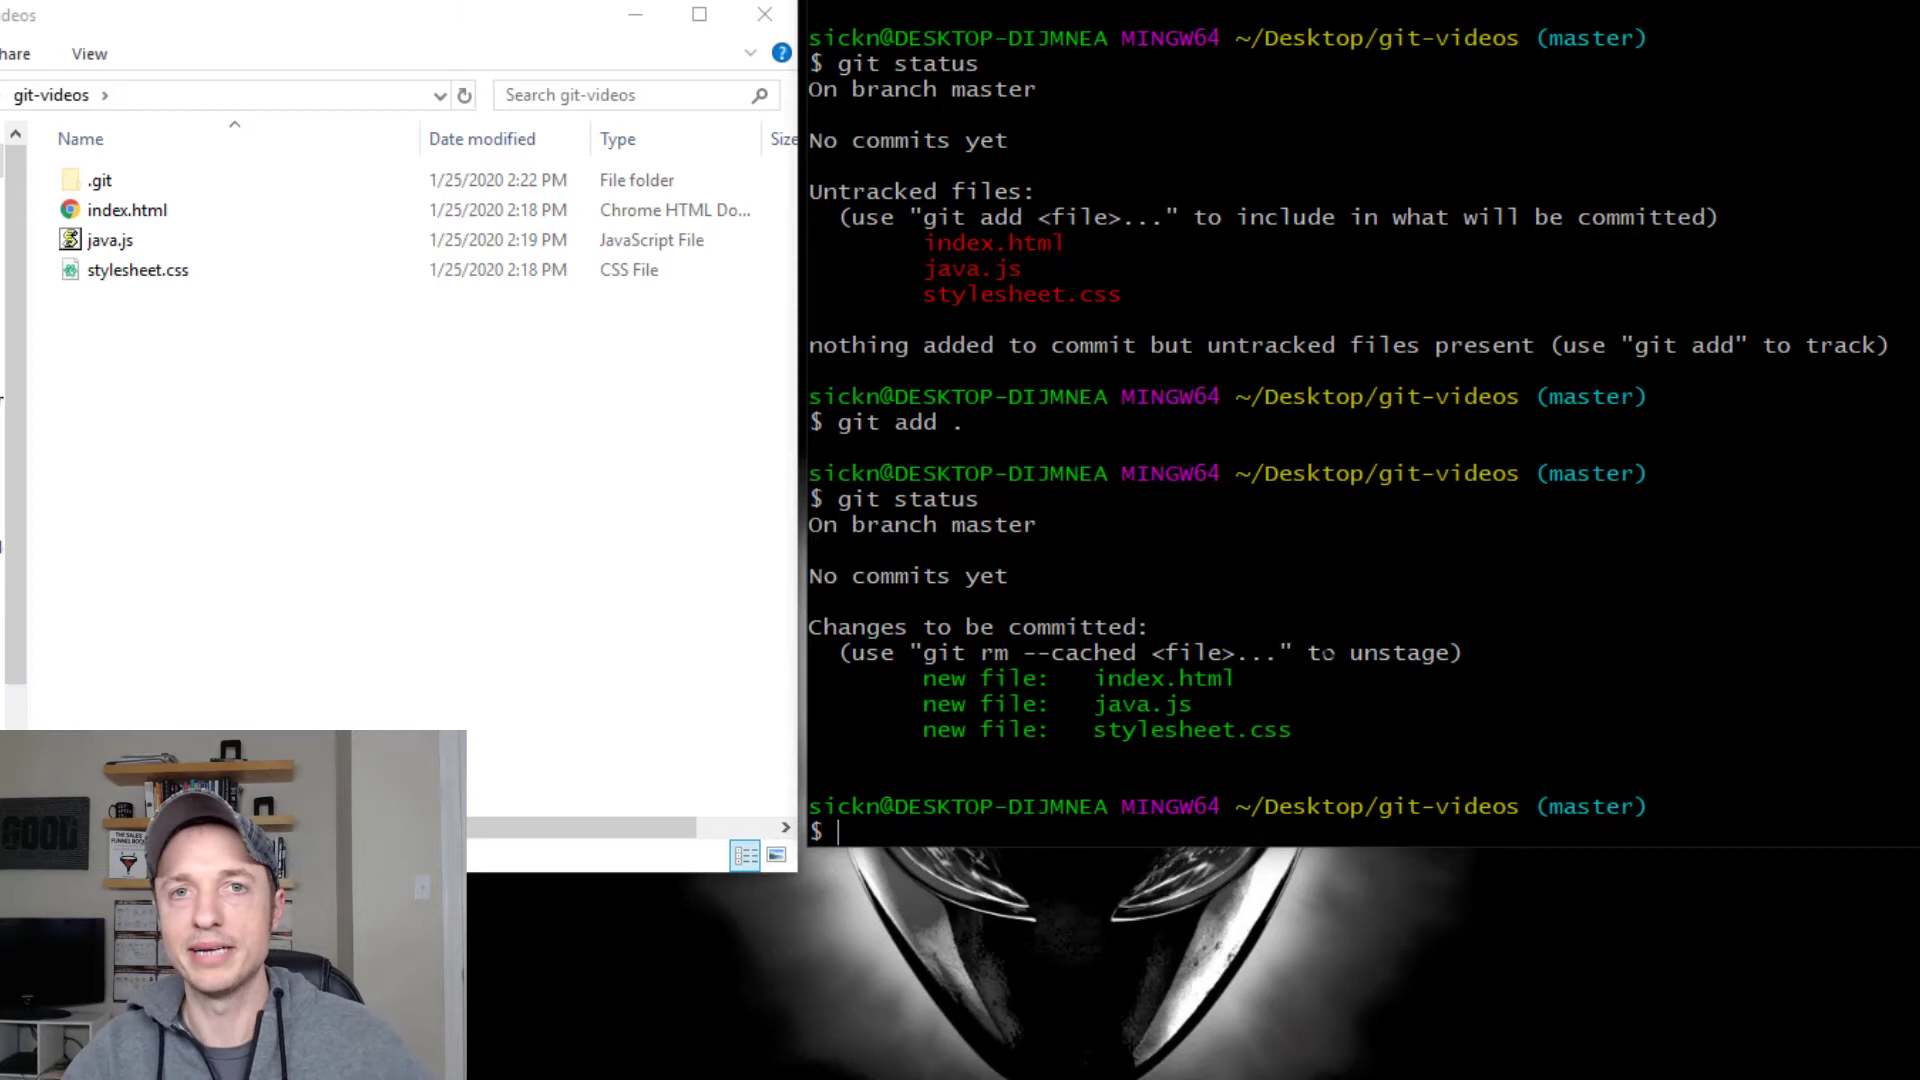 deos
hare
View
git-videos
Search git-videos
Name
Date modified
Type
Size
.git
1/25/2020 2:22 PM
File folder
index.html
1/25/2020 2:18 PM
Chrome HTML Do...
java.js
1/25/2020 2:19 PM
JavaScript File
stylesheet.css
1/25/2020 2:18 PM
CSS File
GOOD
THE SALES
FUNNEL BOOK
sickn@DESKTOP-DIJMNEA MINGW64 ~/Desktop/git-videos (master)
$ git status
On branch master
No commits yet
Untracked files:
(use "git add <file>..." to include in what will be committed)
index.html
java.js
stylesheet.css
nothing added to commit but untracked files present (use "git add" to track)
sickn@DESKTOP-DIJMNEA MINGW64 ~/Desktop/git-videos (master)
$ git add .
sickn@DESKTOP-DIJMNEA MINGW64 ~/Desktop/git-videos (master)
$ git status
On branch master
No commits yet
Changes to be committed:
(use "git rm --cached <file>..." to unstage)
new file:   index.html
new file:   java.js
new file:   stylesheet.css
sickn@DESKTOP-DIJMNEA MINGW64 ~/Desktop/git-videos (master)
$